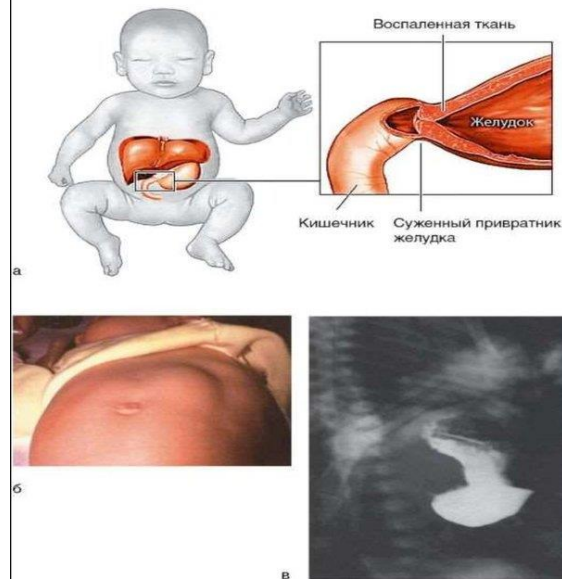 Воспаленная ткань
Желудок
Кишечник
Суженный привратник
желудка
а
б
в